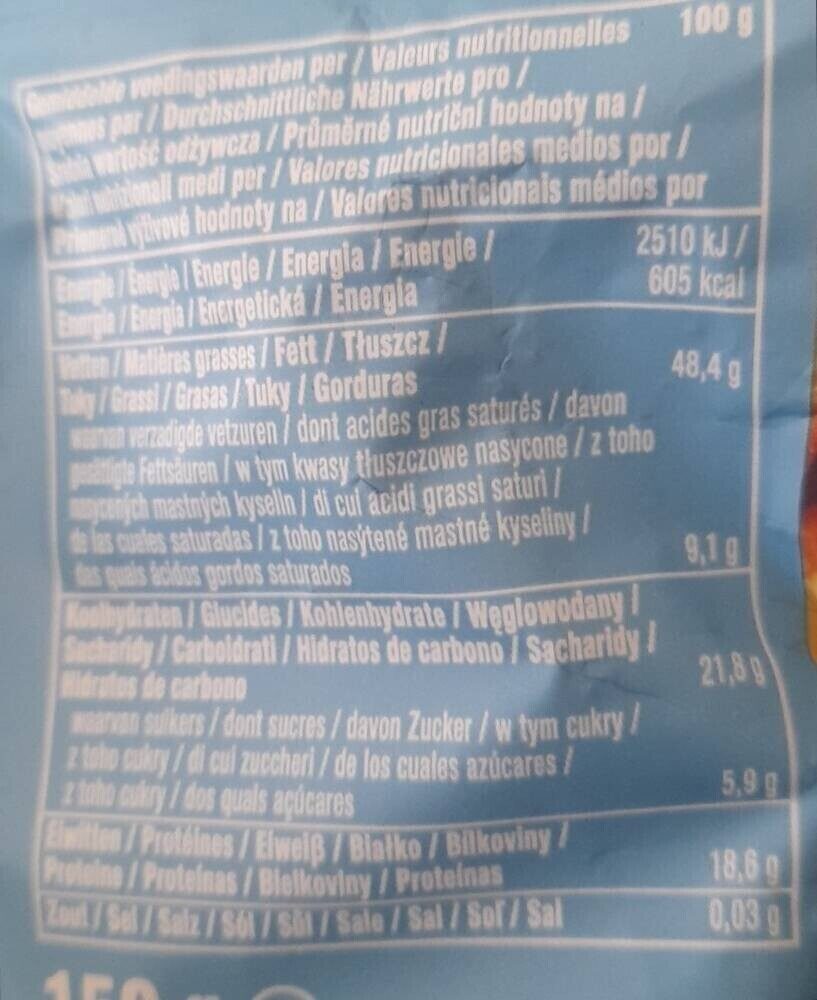 voedingswaarden per / Valeurs nutritionnelles 100 g
par / Durchschnittliche Nährwerte pro /
wartość odżywcza / Průměrné nutriční hodnoty na /
medi per / Valores nutricionales medios por /
výživové hodnoty na / Valores nutricionais médios por
Energie / Énergie / Energie / Energia / Energie / 2510 kJ /
Energia / Energia / Energetická / Energia 605 kcal
Vetten / Matières grasses / Fett / Tłuszcz /
Tuky / Grassi / Grasas / Tuky / Gorduras 48,4 g
waarvan verzadigde vetzuren / dont acides gras saturés / davon
gesättigte Fettsäuren / w tym kwasy tłuszczowe nasycone / z toho
nasycených mastných kyselin / di cui acidi grassi saturi /
de las cuales saturadas / z toho nasýtené mastné kyseliny /
dos quais ácidos gordos saturados 9,1 g
Koolhydraten / Glucides / Kohlenhydrate / Węglowodany /
Sacharidy / Carboidrati / Hidratos de carbono / Sacharidy /
Hidratos de carbono 21,8 g
waarvan suikers / dont sucres / davon Zucker / w tym cukry /
z toho cukry / di cui zuccheri / de los cuales azúcares /
z toho cukry / dos quais açúcares 5,9 g
Eiwitten / Protéines / Eiweiß / Białko / Bílkoviny /
Proteine / Proteínas / Bielkoviny / Proteínas 18,6 g
Zout / Sel / Salz / Sól / Sůl / Sale / Sal / Soľ / Sal 0,03 g